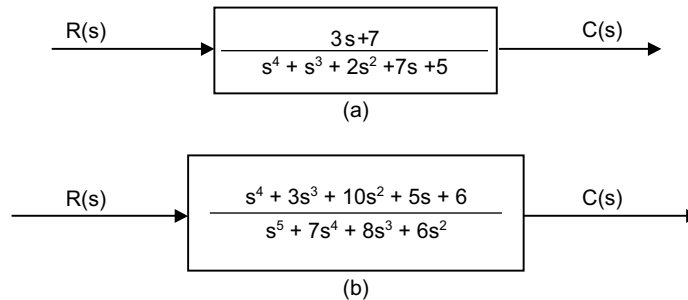 R(s)
3s+7
C(s)
s⁴ + s³ + 2s² +7s +5
(a)
R(s)
s⁴ + 3s³ + 10s² + 5s + 6
C(s)
s⁵ + 7s⁴ + 8s³ + 6s²
(b)